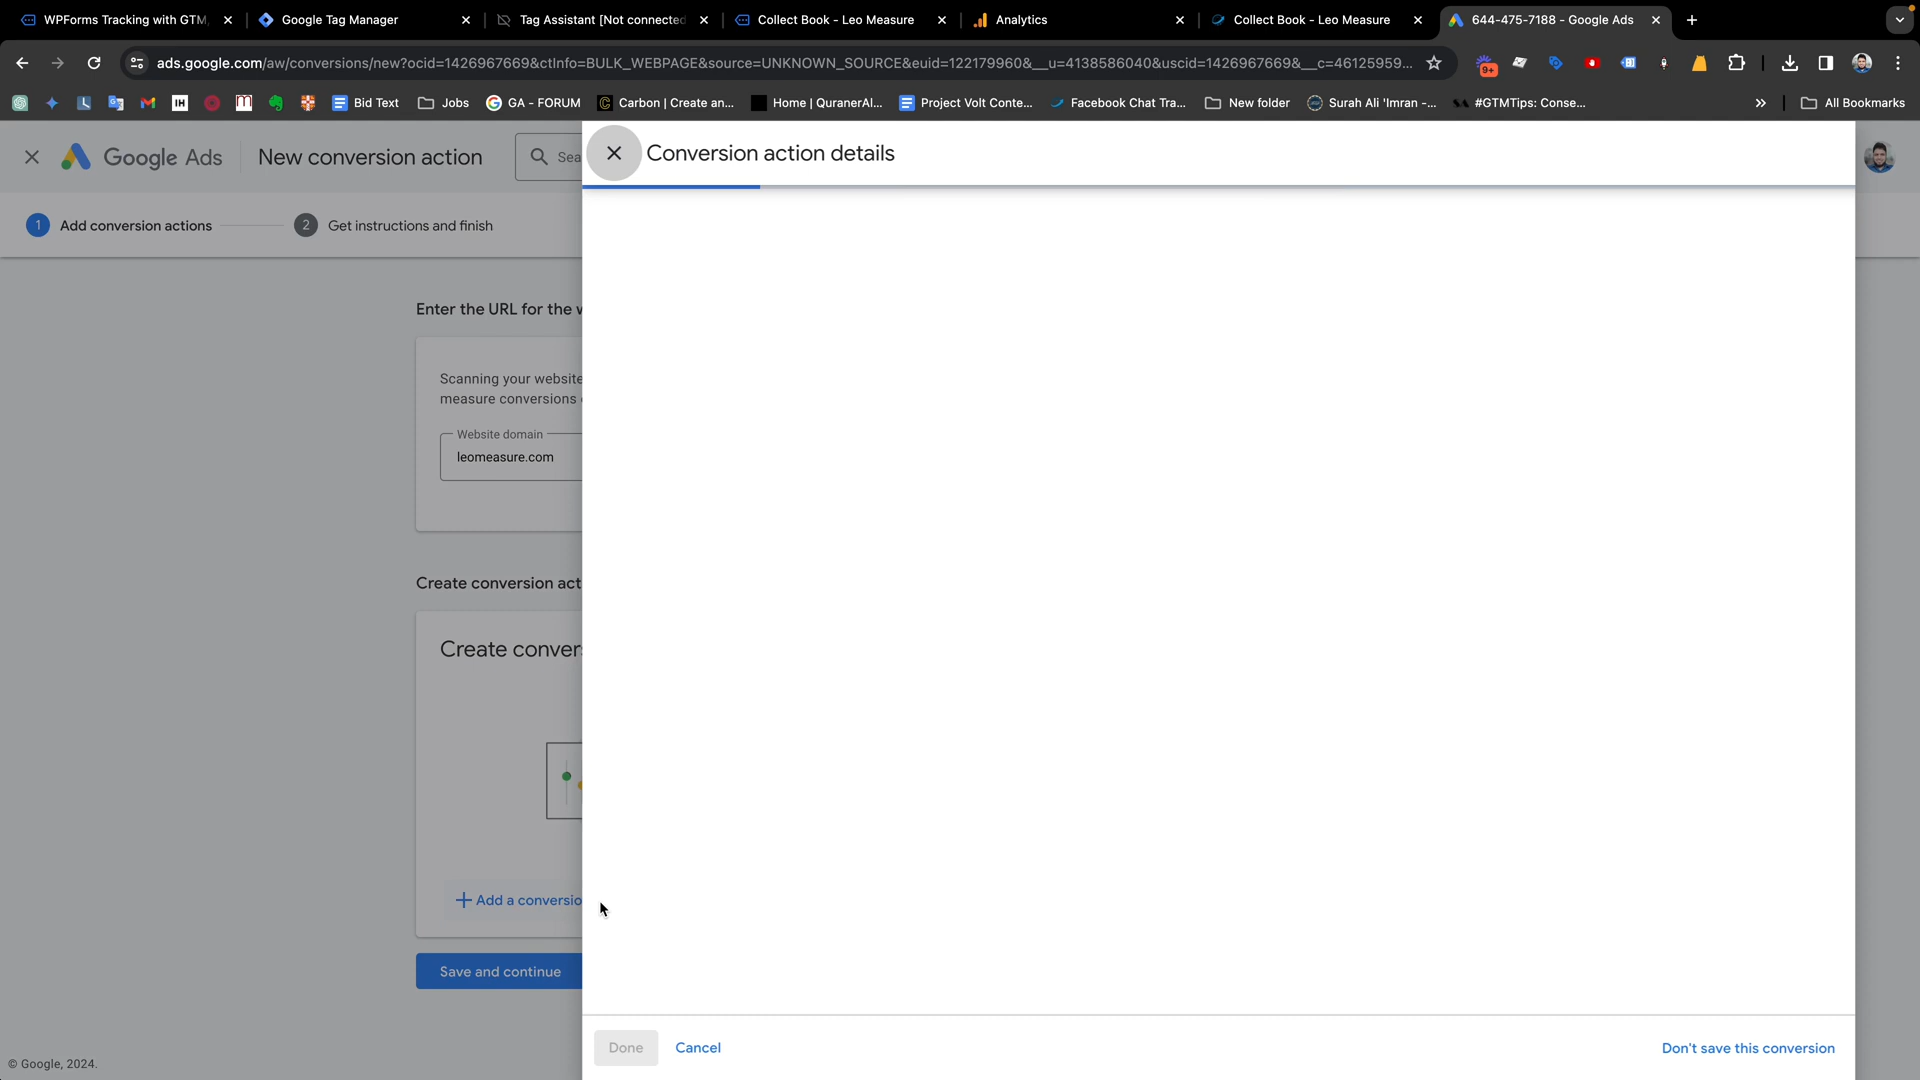 WPForms Tracking with GTM
Google Tag Manager
Tag Assistant [Not connected
Collect Book - Leo Measure
Analytics
Collect Book - Leo Measure
644-475-7188 - Google Ads
ads.google.com/aw/conversions/new?ocid=1426967669&ctInfo=BULK_WEBPAGE&source=UNKNOWN_SOURCE&euid=122179960&__u=4138586040&uscid=1426967669&__c=46125959...
9+
Bid Text
Jobs
GA - FORUM
Carbon | Create an...
Home | QuranerAl...
Project Volt Conte...
Facebook Chat Tra...
New folder
Surah Ali 'Imran -...
#GTMTips: Conse...
All Bookmarks
Google Ads
New conversion action
Sea
Conversion action details
1 Add conversion actions
2 Get instructions and finish
Enter the URL for the w
Scanning your website
measure conversions
Website domain
leomeasure.com
Create conversion act
Create convers
Add a conversio
Save and continue
Done
Cancel
Don't save this conversion
© Google, 2024.